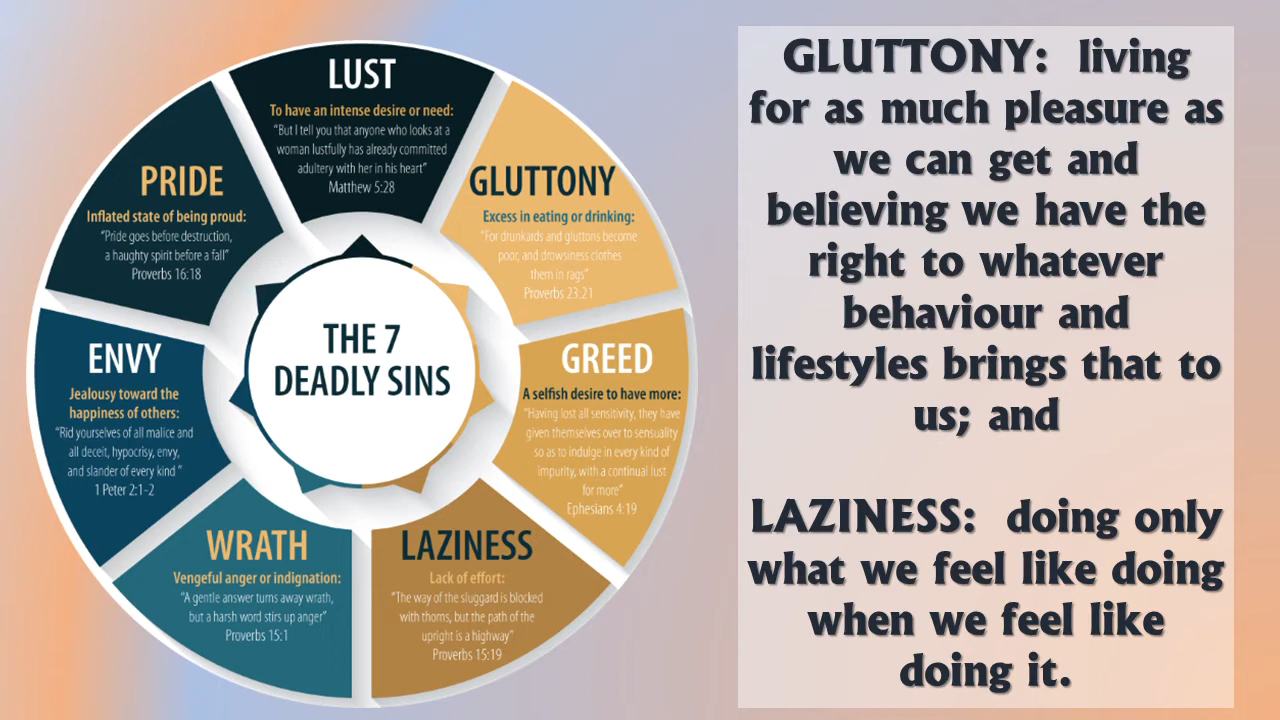 LUST
To have an intense desire or need:
"But I tell you that anyone who looks at a
woman lustfully has already committed
adultery with her in his heart"
Matthew 5:28
GLUTTONY
Excess in eating or drinking:
"For drunkards and gluttons become
poor, and drowsiness clothes
them in rags"
Proverbs 23:21
GREED
A selfish desire to have more:
"Having lost all sensitivity, they have
given themselves over to sensuality
so as to indulge in every kind of
impurity, with a continual lust
for more"
Ephesians 4:19
LAZINESS
Lack of effort:
"The way of the sluggard is blocked
with thorns, but the path of the
upright is a highway"
Proverbs 15:19
WRATH
Vengeful anger or indignation:
"A gentle answer turns away wrath,
but a harsh word stirs up anger"
Proverbs 15:1
ENVY
Jealousy toward the
happiness of others:
"Rid yourselves of all malice and
all deceit, hypocrisy, envy,
and slander of every kind "
1 Peter 2:1-2
PRIDE
Inflated state of being proud:
"Pride goes before destruction,
a haughty spirit before a fall"
Proverbs 16:18
THE 7
DEADLY SINS
GLUTTONY: living
for as much pleasure as
we can get and
believing we have the
right to whatever
behaviour and
lifestyles brings that to
us; and
LAZINESS: doing only
what we feel like doing
when we feel like
doing it.